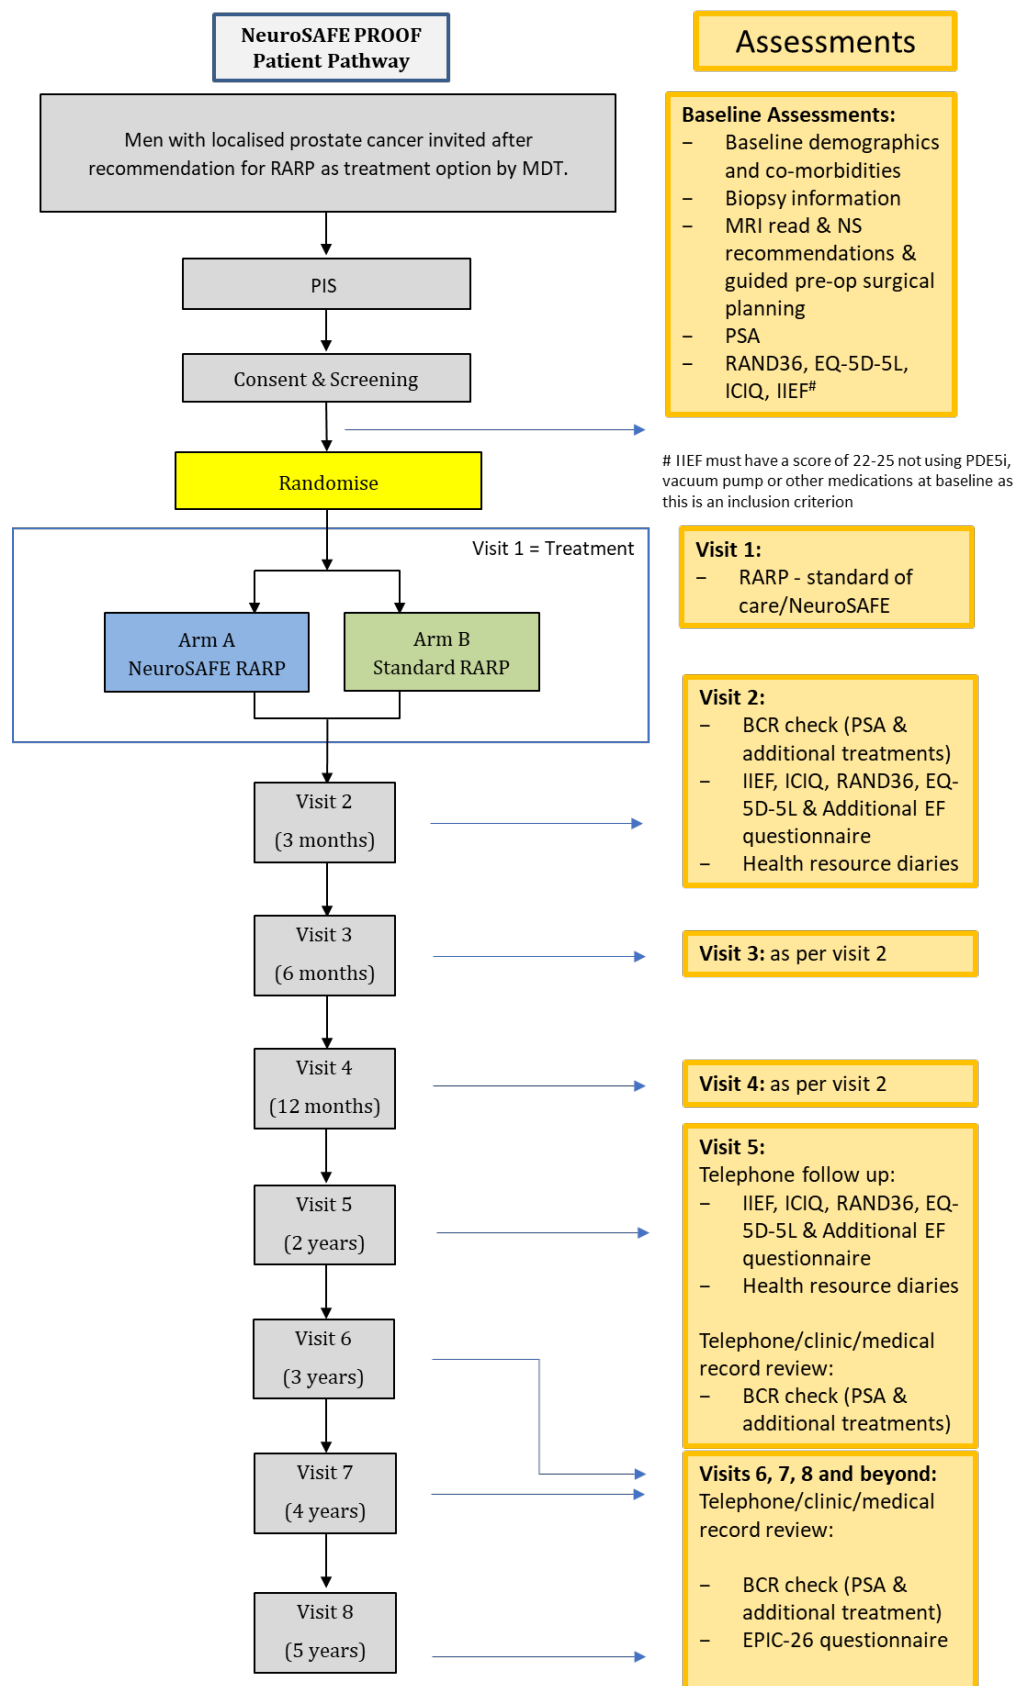 NeuroSAFE PROOF
Patient Pathway
Assessments
Men with localised prostate cancer invited after
recommendation for RARP as treatment option by MDT.
PIS
Consent & Screening
Randomise
Visit 1 = Treatment
Arm A
NeuroSAFE RARP
Arm B
Standard RARP
Visit 2
(3 months)
Visit 3
(6 months)
Visit 4
(12 months)
Visit 5
(2 years)
Visit 6
(3 years)
Visit 7
(4 years)
Visit 8
(5 years)
Baseline Assessments:
− Baseline demographics
and co-morbidities
− Biopsy information
− MRI read & NS
recommendations &
guided pre-op surgical
planning
− PSA
− RAND36, EQ-5D-5L,
ICIQ, IIEF#
# IIEF must have a score of 22-25 not using PDE5i,
vacuum pump or other medications at baseline as
this is an inclusion criterion
Visit 1:
− RARP - standard of
care/NeuroSAFE
Visit 2:
− BCR check (PSA &
additional treatments)
− IIEF, ICIQ, RAND36, EQ-
5D-5L & Additional EF
questionnaire
− Health resource diaries
Visit 3: as per visit 2
Visit 4: as per visit 2
Visit 5:
Telephone follow up:
− IIEF, ICIQ, RAND36, EQ-
5D-5L & Additional EF
questionnaire
− Health resource diaries
Telephone/clinic/medical
record review:
− BCR check (PSA &
additional treatments)
Visits 6, 7, 8 and beyond:
Telephone/clinic/medical
record review:
− BCR check (PSA &
additional treatment)
− EPIC-26 questionnaire